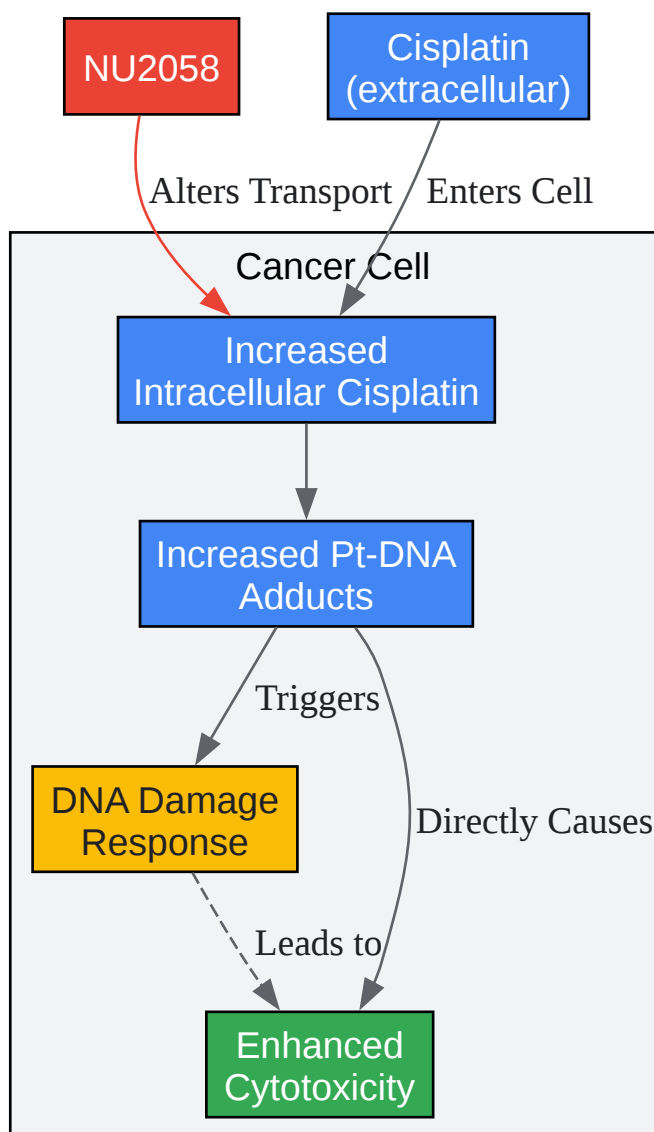 NU2058
Cisplatin
(extracellular)
Alters Transport
Enters Cell
Cancer Cell
Increased
Intracellular Cisplatin
Increased Pt-DNA
Adducts
Triggers
DNA Damage
Response
Directly Causes
Leads to
Enhanced
Cytotoxicity